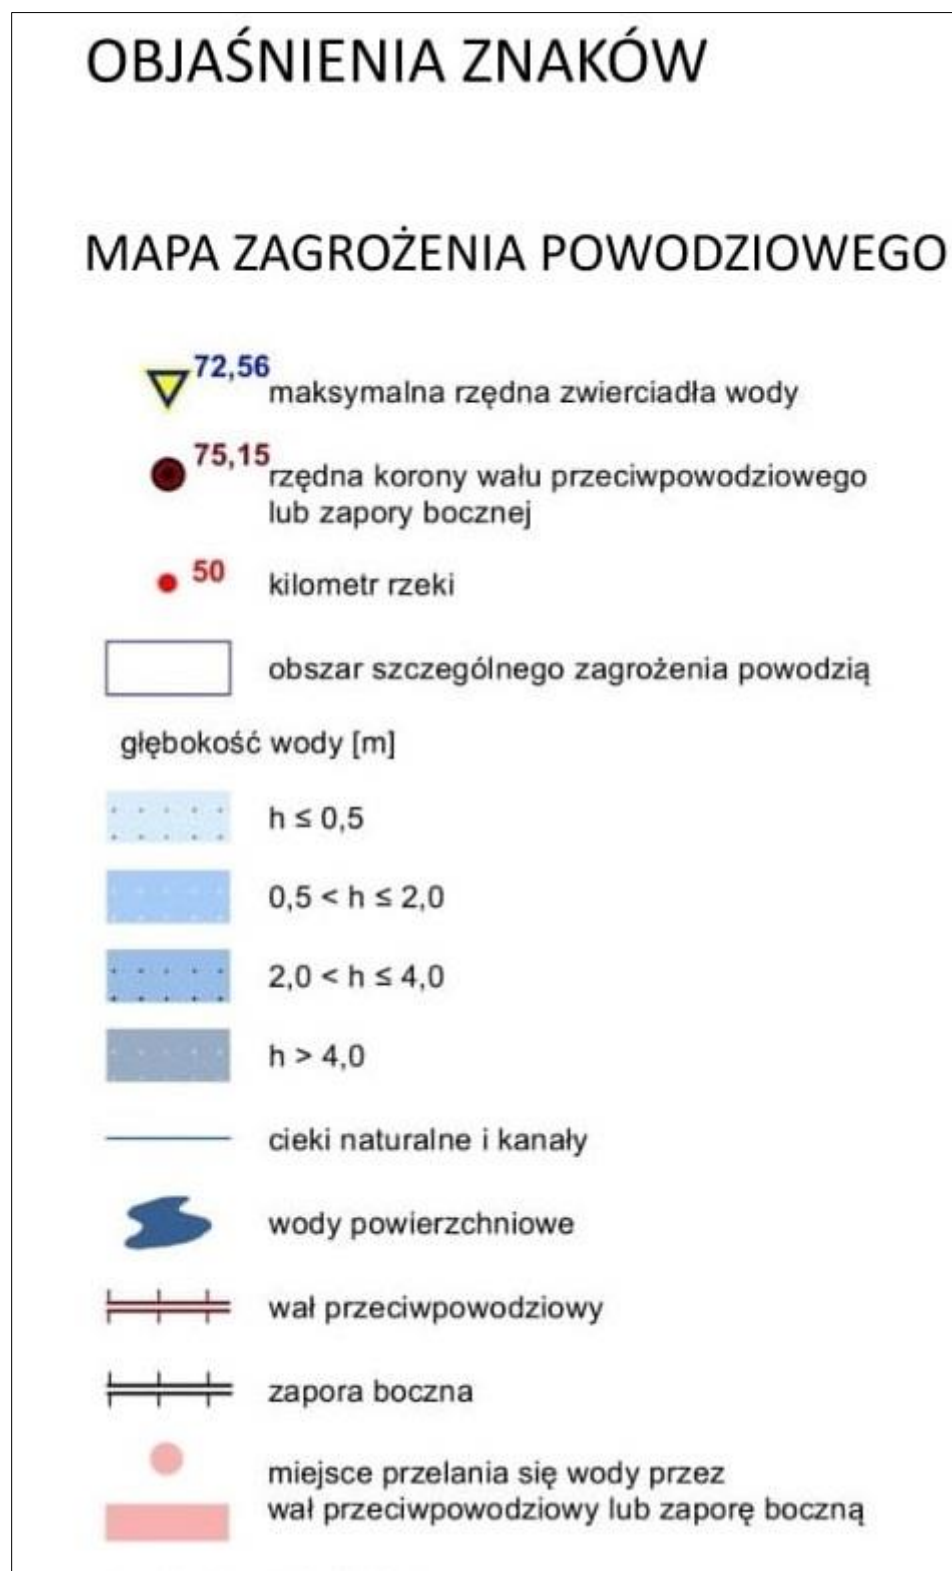 OBJAŚNIENIA ZNAKÓW
MAPA ZAGROŻENIA POWODZIOWEGO
72,56
maksymalna rzędna zwierciadła wody
75,15
rzędna korony wału przeciwpowodziowego
lub zapory bocznej
50
kilometr rzeki
obszar szczególnego zagrożenia powodzią
głębokość wody [m]
h ≤ 0,5
0,5 < h ≤ 2,0
2,0 < h ≤ 4,0
h > 4,0
cieki naturalne i kanały
wody powierzchniowe
wał przeciwpowodziowy
zapora boczna
miejsce przelania się wody przez
wał przeciwpowodziowy lub zaporę boczną